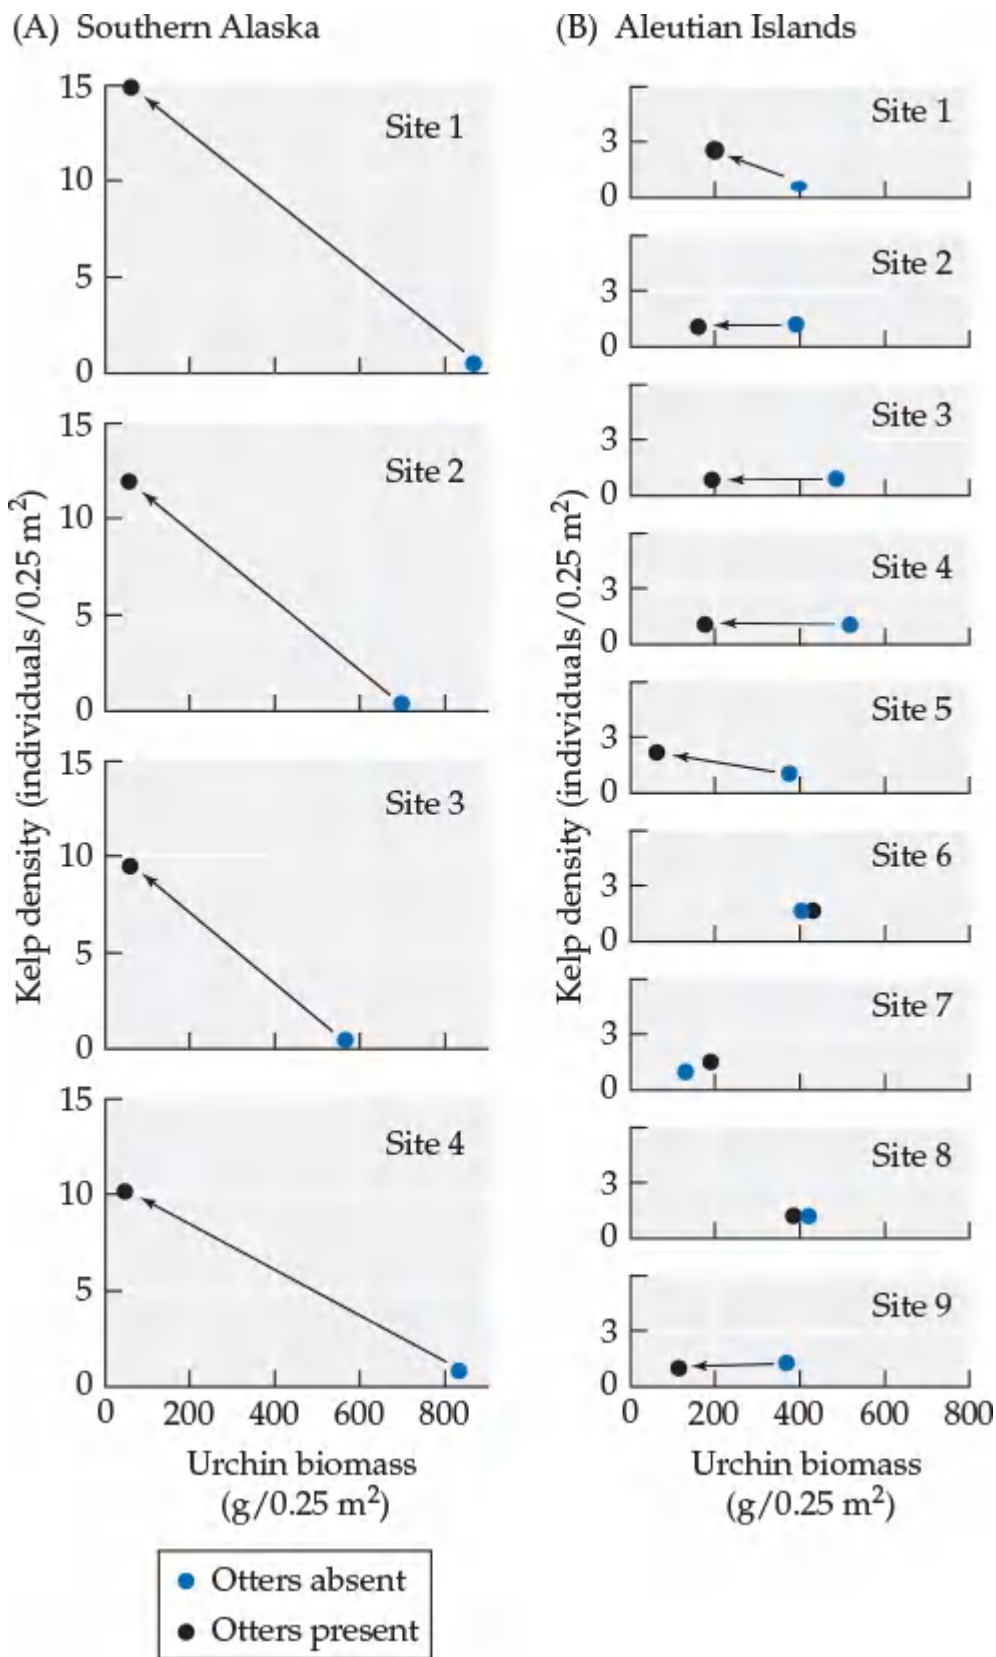 (A) Southern Alaska
Kelp density (individuals/0.25 m²)
15
10
5
0
Site 1
15
10
5
0
Site 2
15
10
5
0
Site 3
15
10
5
0
Site 4
0 200 400 600 800
Urchin biomass
(g/0.25 m²)
Otters absent
Otters present
(B) Aleutian Islands
Kelp density (individuals/0.25 m²)
3
0
Site 1
3
0
Site 2
3
0
Site 3
3
0
Site 4
3
0
Site 5
3
0
Site 6
3
0
Site 7
3
0
Site 8
3
0
Site 9
0 200 400 600 800
Urchin biomass
(g/0.25 m²)